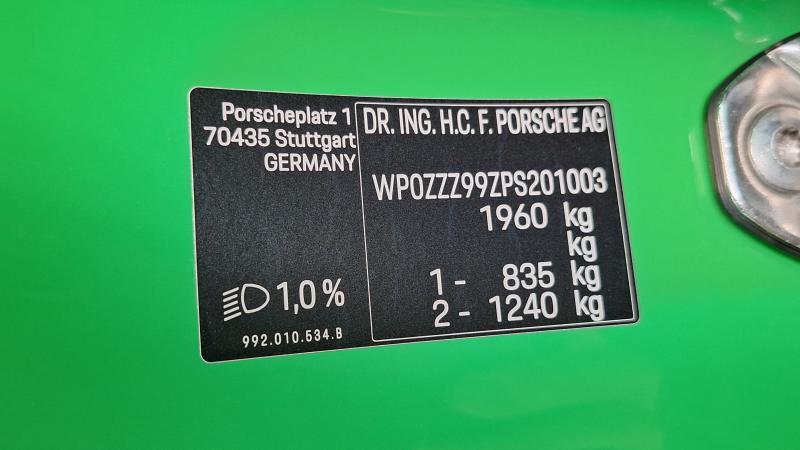 Porscheplatz 1
70435 Stuttgart
GERMANY
1,0 %
992.010.534.B
DR. ING. H.C. F. PORSCHE AG
WP0ZZZ99ZPS201003
1960 kg
kg
1 - 835 kg
2 - 1240 kg